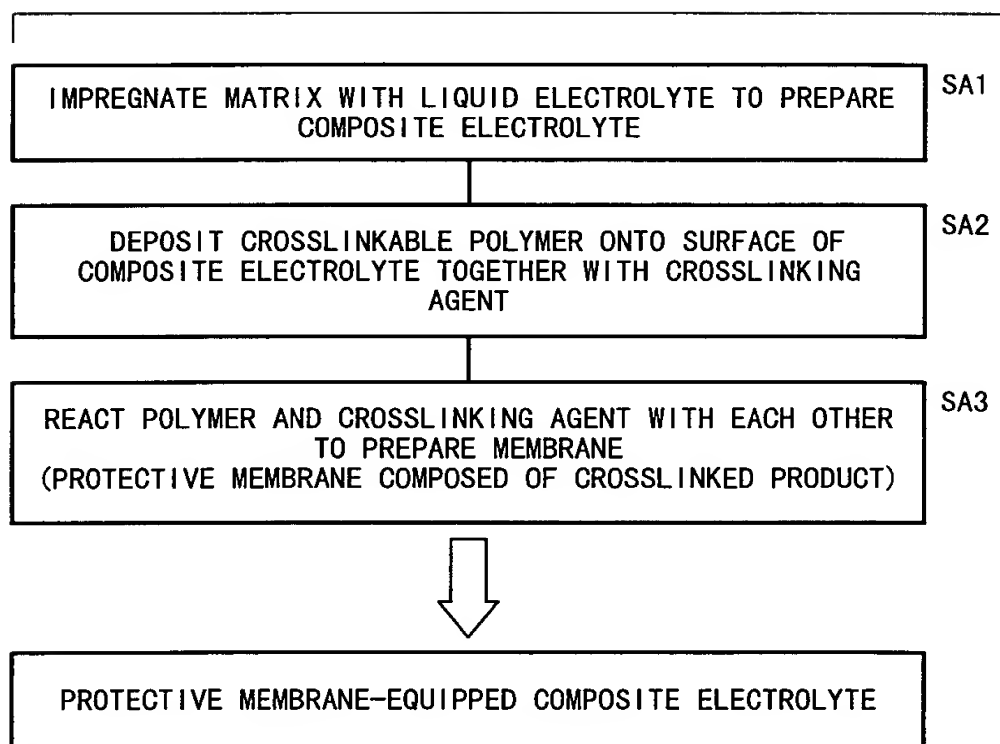 SA1
IMPREGNATE MATRIX WITH LIQUID ELECTROLYTE TO PREPARE
COMPOSITE ELECTROLYTE
SA2
DEPOSIT CROSSLINKABLE POLYMER ONTO SURFACE OF
COMPOSITE ELECTROLYTE TOGETHER WITH CROSSLINKING
AGENT
SA3
REACT POLYMER AND CROSSLINKING AGENT WITH EACH OTHER
TO PREPARE MEMBRANE
(PROTECTIVE MEMBRANE COMPOSED OF CROSSLINKED PRODUCT)
PROTECTIVE MEMBRANE-EQUIPPED COMPOSITE ELECTROLYTE